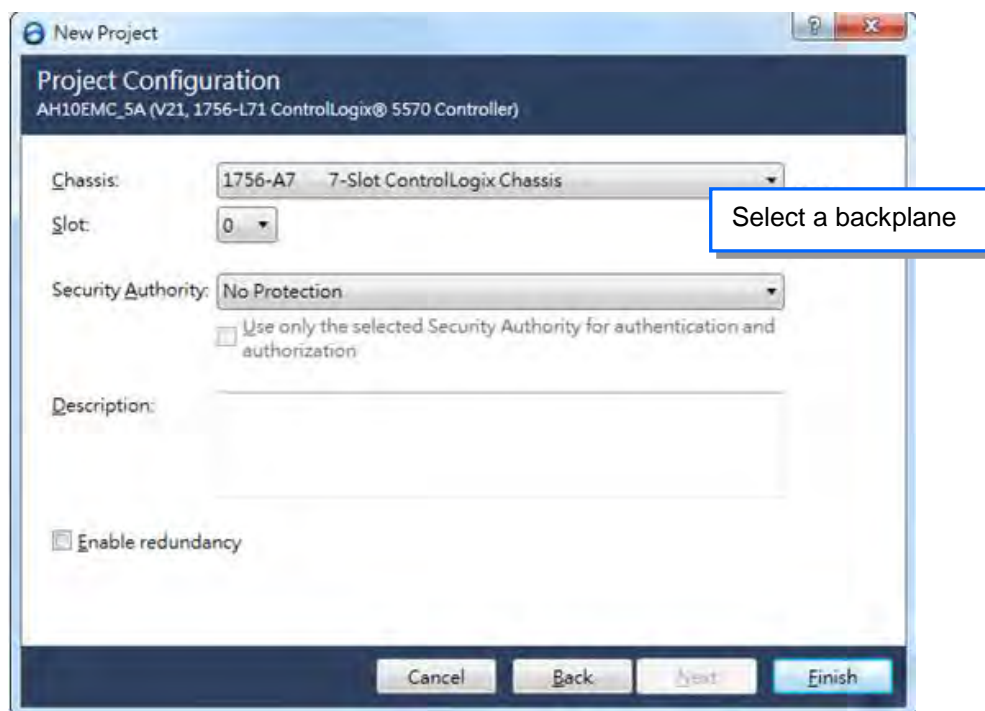 New Project
Project Configuration
AH10EMC_5A (V21, 1756-L71 ControlLogix® 5570 Controller)
Chassis: 1756-A7 7-Slot ControlLogix Chassis
Select a backplane
Slot: 0
Security Authority: No Protection
Use only the selected Security Authority for authentication and
authorization
Description:
Enable redundancy
Cancel Back Next Finish